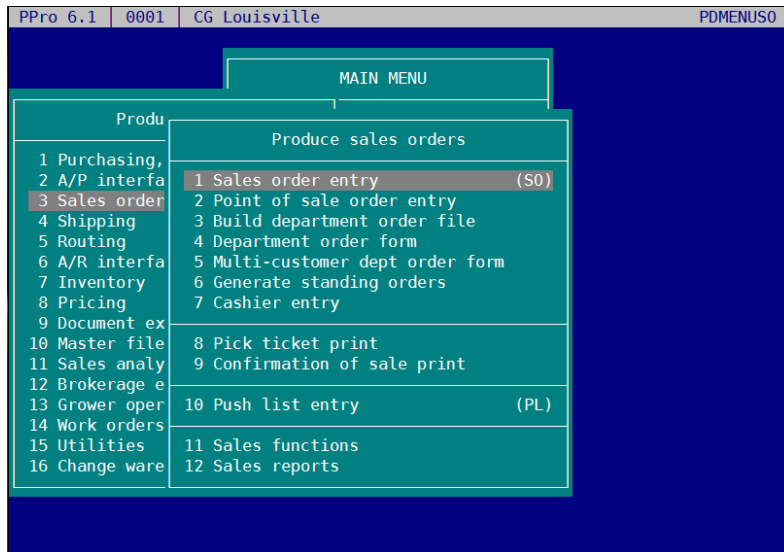 PPro 6.1 0001 CG Louisville PDMENUSO
MAIN MENU
Produ
Produce sales orders
1 Purchasing,
2 A/P interfa
3 Sales order
4 Shipping
5 Routing
6 A/R interfa
7 Inventory
8 Pricing
9 Document ex
10 Master file
11 Sales analy
12 Brokerage e
13 Grower oper
14 Work orders
15 Utilities
16 Change ware
1 Sales order entry (SO)
2 Point of sale order entry
3 Build department order file
4 Department order form
5 Multi-customer dept order form
6 Generate standing orders
7 Cashier entry
8 Pick ticket print
9 Confirmation of sale print
10 Push list entry (PL)
11 Sales functions
12 Sales reports